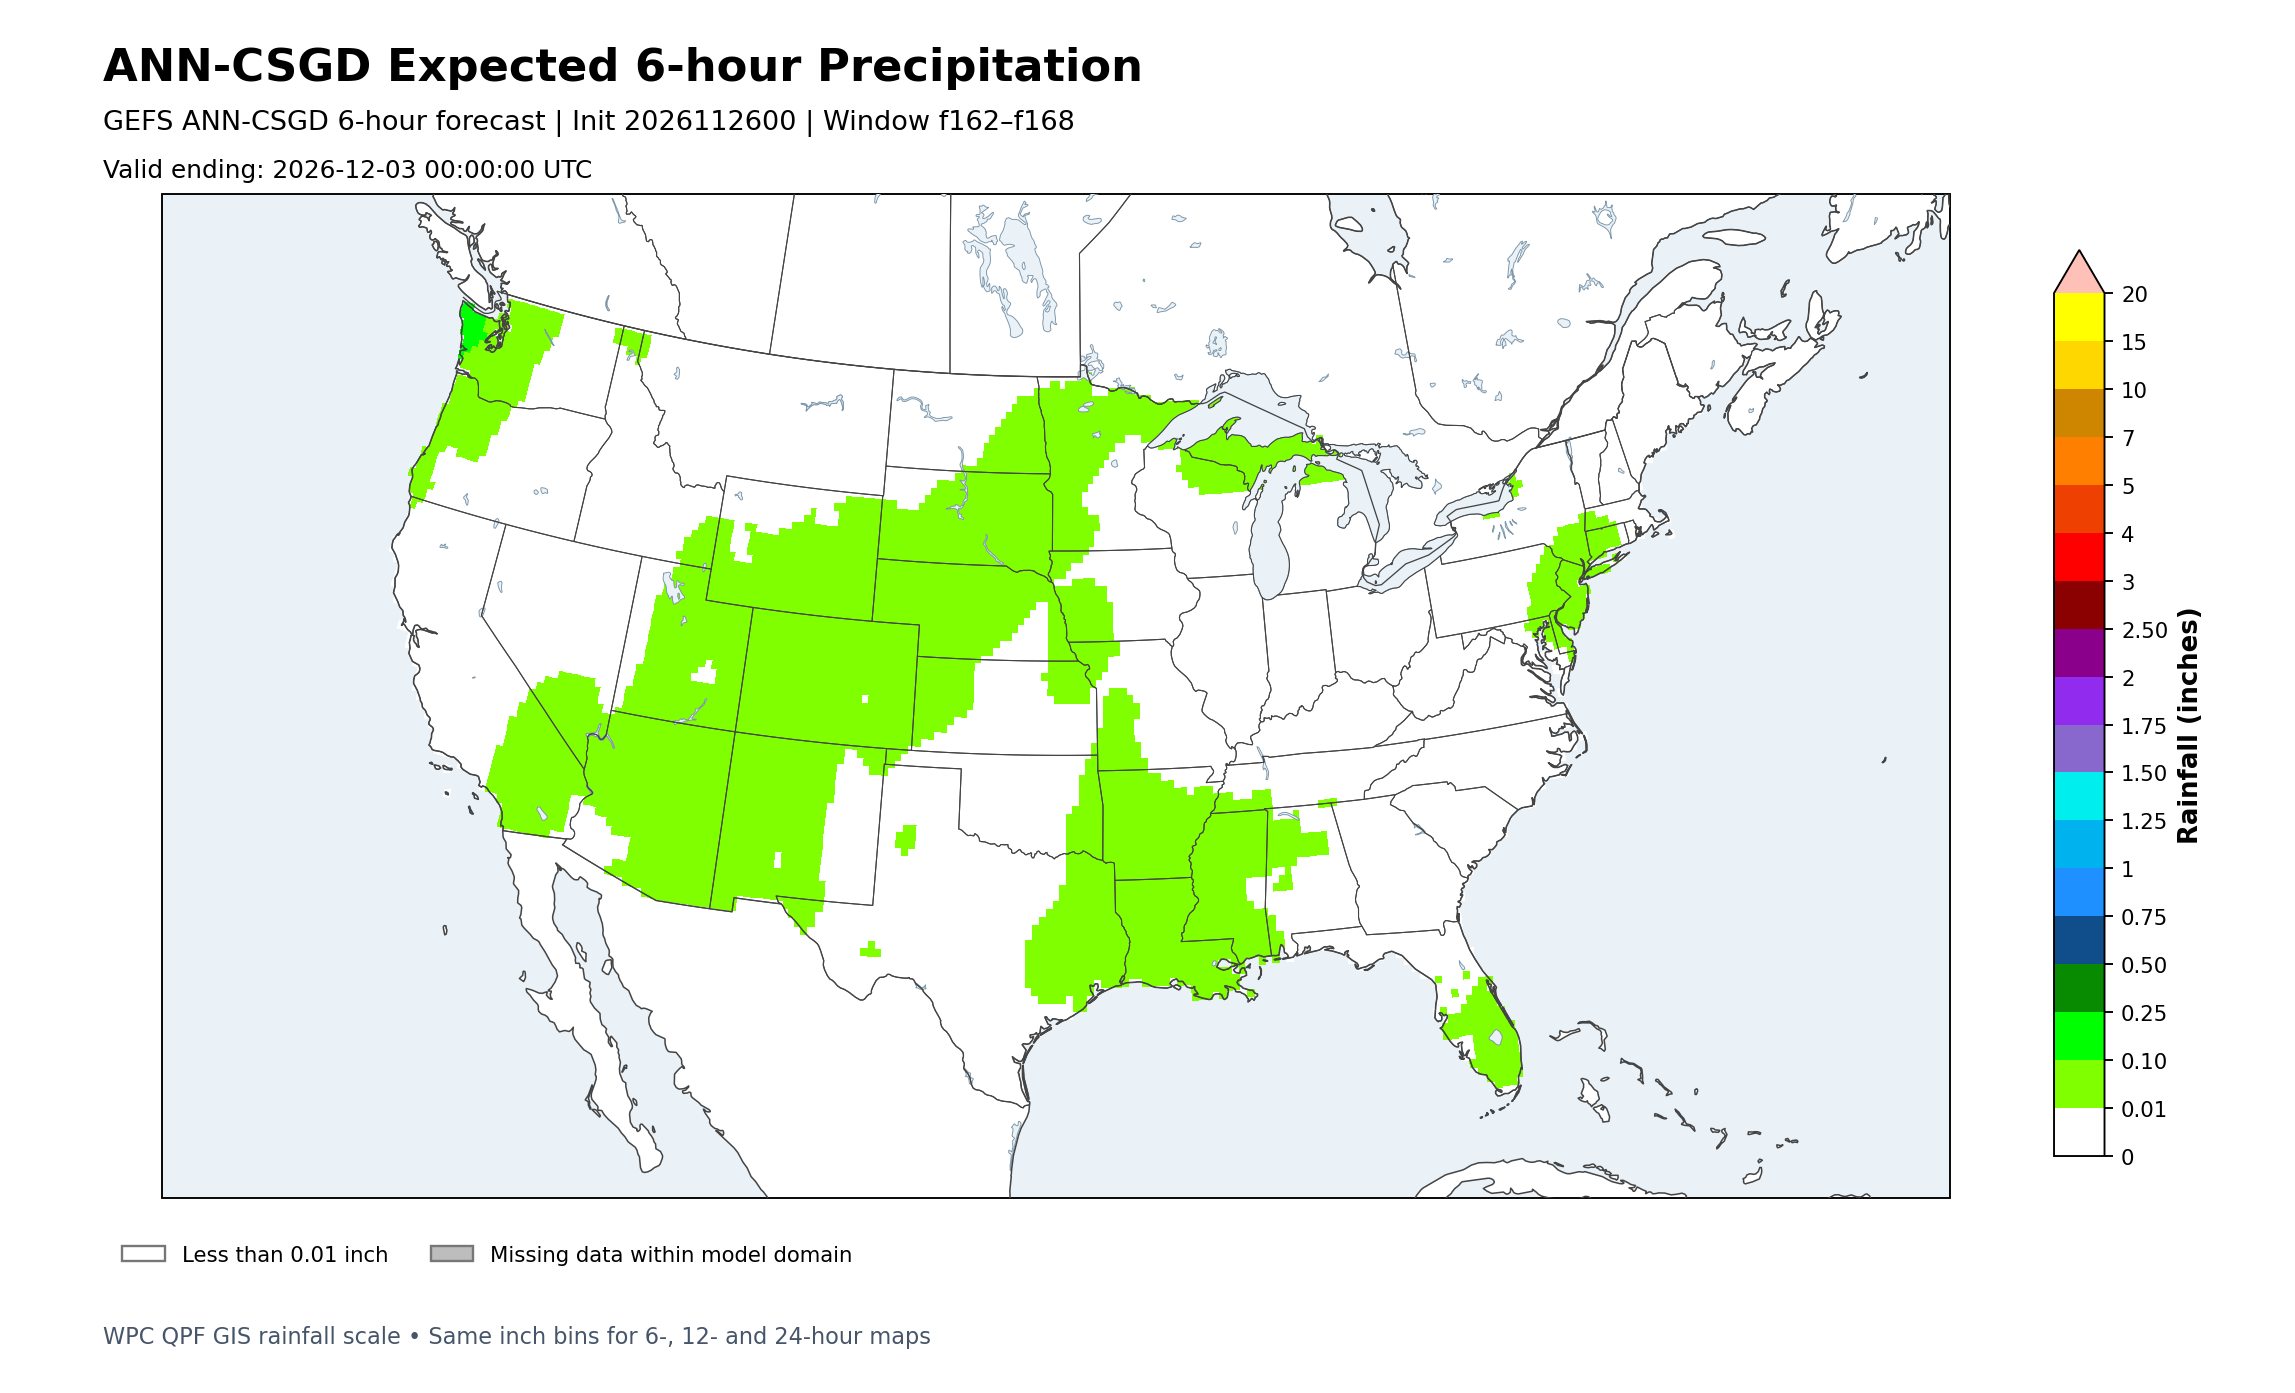 ANN-CSGD Expected 6-hour Precipitation
GEFS ANN-CSGD 6-hour forecast | Init 2026112600 | Window f162–f168
Valid ending: 2026-12-03 00:00:00 UTC
20
15
10
7
5
4
3
2.50
2
1.75
1.50
1.25
1
0.75
0.50
0.25
0.10
0.01
0
Rainfall (inches)
Less than 0.01 inch
Missing data within model domain
WPC QPF GIS rainfall scale • Same inch bins for 6-, 12- and 24-hour maps